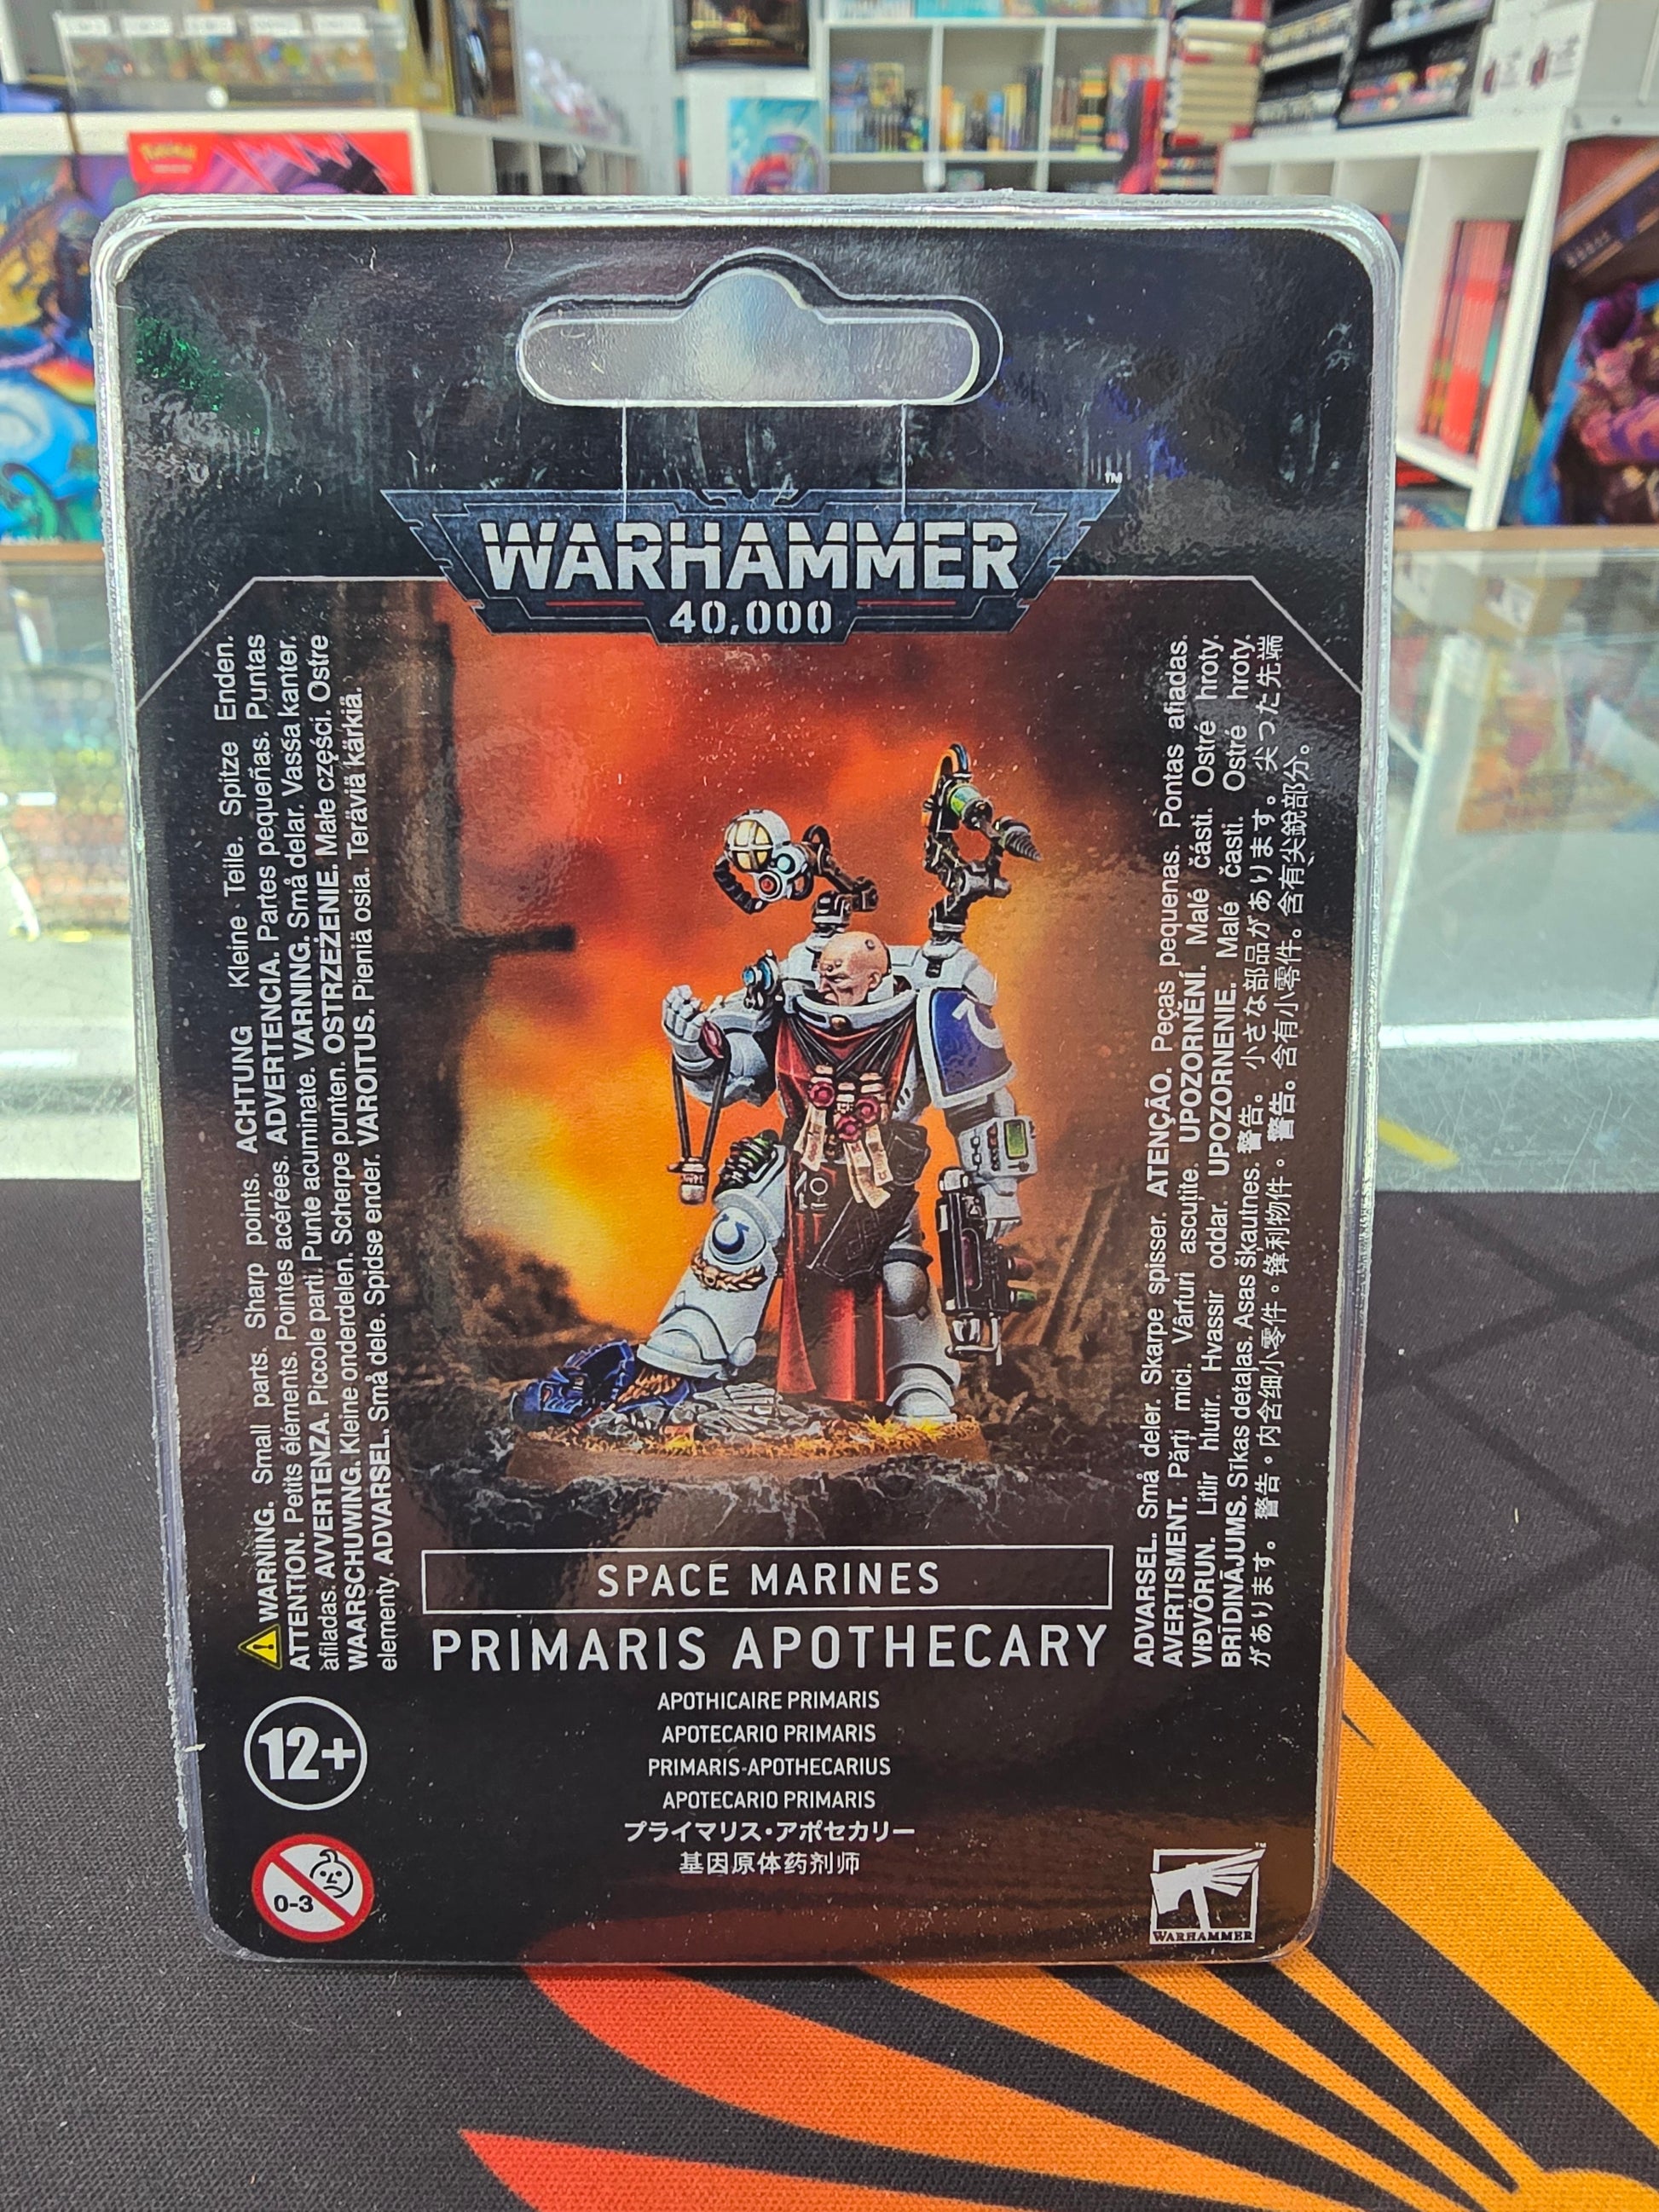 Pokémon
WARHAMMER™
40,000
⚠ WARNING. Small parts. Sharp points. ACHTUNG Kleine Teile. Spitze Enden.
ATTENTION. Petits éléments. Pointes acérées. ADVERTENCIA. Partes pequeñas. Puntas
afiladas. AVVERTENZA. Piccole parti. Punte acuminate. VARNING. Små delar. Vassa kanter.
WAARSCHUWING. Kleine onderdelen. Scherpe punten. OSTRZEŻENIE. Małe części. Ostre
elementy. ADVARSEL. Små dele. Spidse ender. VAROITUS. Pieniä osia. Teräviä kärkiä.
ADVARSEL. Små deler. Skarpe spisser. ATENÇÃO. Peças pequenas. Pontas afiadas.
AVERTISMENT. Părți mici. Vârfuri ascuțite. UPOZORNĚNÍ. Malé části. Ostré hroty.
VIÐVÖRUN. Litlir hlutir. Hvassir oddar. UPOZORNENIE. Malé časti. Ostré hroty.
BRĪDINĀJUMS. Sīkas detaļas. Asas šķautnes. 警告。小さな部品があります。尖つた先端
があります。警告。内含细小零件。锋利物件。警告。含有小零件。含有尖銳部分。
SPACE MARINES
PRIMARIS APOTHECARY
APOTHICAIRE PRIMARIS
APOTECARIO PRIMARIS
PRIMARIS-APOTHECARIUS
APOTECARIO PRIMARIS
プライマリス・アポセカリー
基因原体药剂师
12+
0-3
WARHAMMER